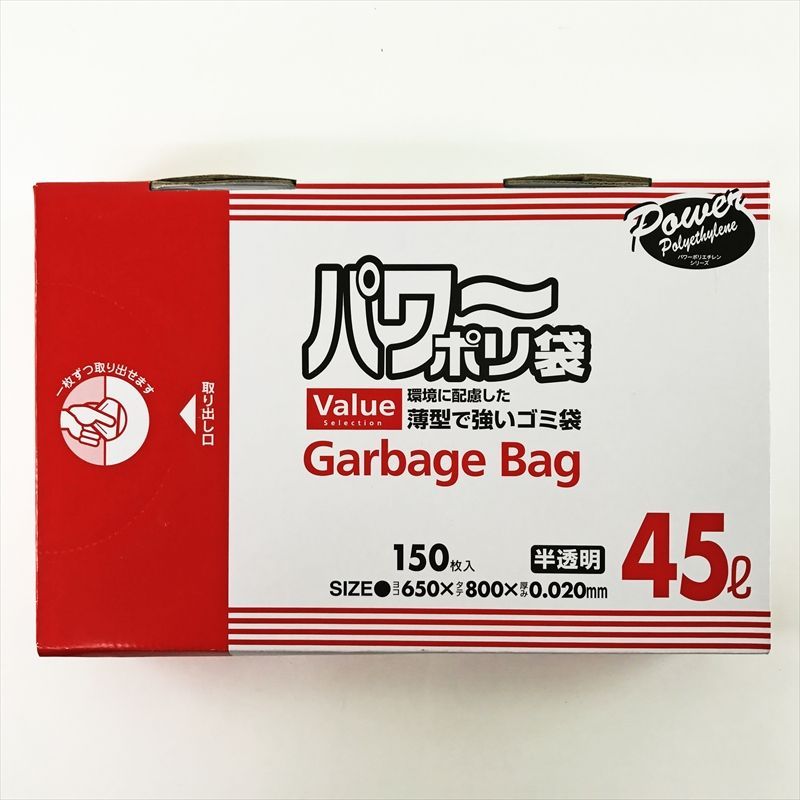 Power
Polyethylene
パワーポリエチレン
シリーズ
パワーポリ袋
Value
Selection
環境に配慮した
薄型で強いゴミ袋
Garbage Bag
一枚ずつ取り出せます
取り出し口
150枚入
半透明
45ℓ
SIZE●ヨコ650×タテ800×厚み0.020mm